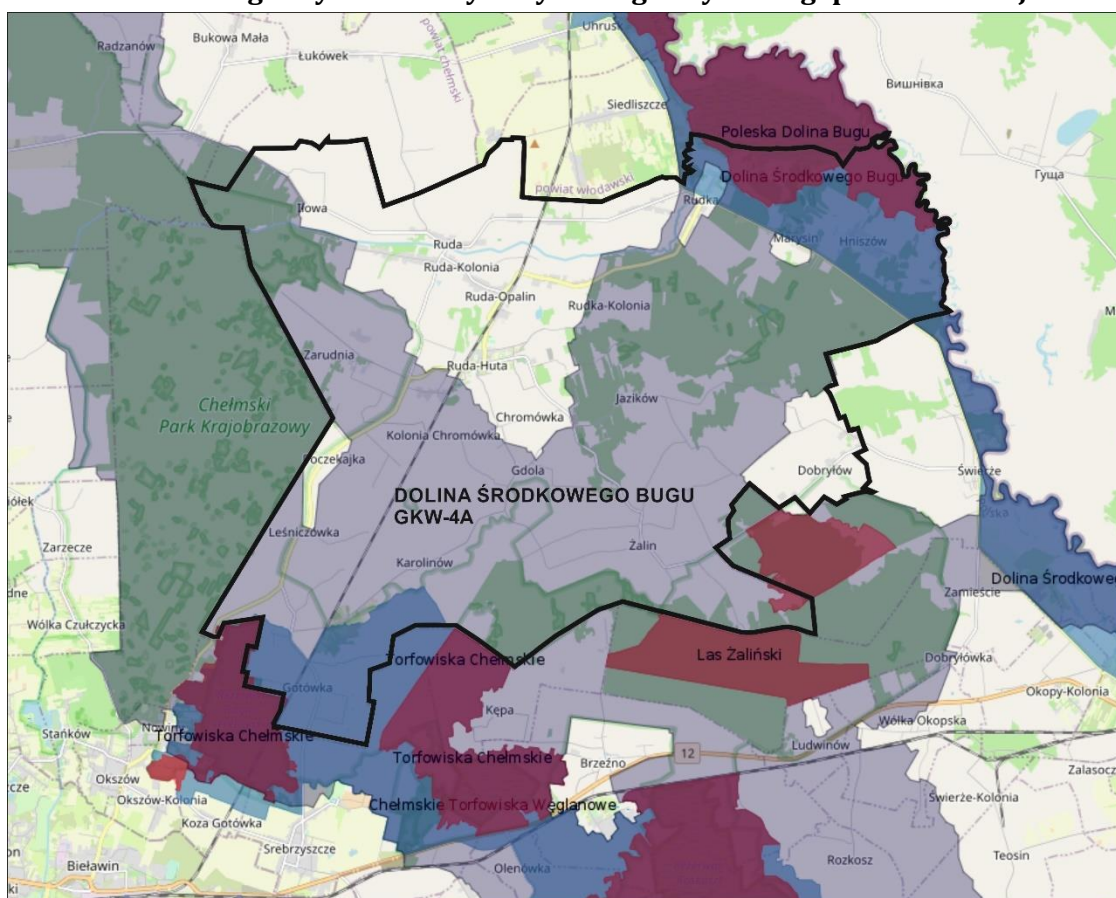 Radzanów
Bukowa Mała
Łukówek
powiat chełmski
Uhrusk
Siedliszcze
Вишнівка
Poleska Dolina Bugu
powiat włodawski
Dolina Środkowego Bugu
Гуща
Rudka
Iłowa
Ruda
Marysin
Hniszów
Ruda-Kolonia
Ruda-Opalin
Rudka-Kolonia
Zarudnia
Ruda-Huta
Jazików
Chełmski
Park Krajobrazowy
Chromówka
Kolonia Chromówka
Poczekajka
Gdola
Dobryłów
Świerże
DOLINA ŚRODKOWEGO BUGU
GKW-4A
Leśniczówka
Zarzecze
Żalin
Karolinów
Dolina Środkoweg
Zamieście
Wólka Czułczycka
Torfowiska Chełmskie
Las Żaliński
Dobryłówka
Gotówka
Okopy-Kolonia
Kępa
Nowiny
Stańków
Torfowiska Chełmskie
Wólka Okopska
Ludwinów
Torfowiska Chełmskie
Brzeźno
12
Okszów
Zalasocz
Okszów-Kolonia
Chełmskie Torfowiska Węglanowe
Świerże-Kolonia
Koza Gotówka
Srebrzyszcze
Bieławin
Olenówka
Rozkosz
Teosin